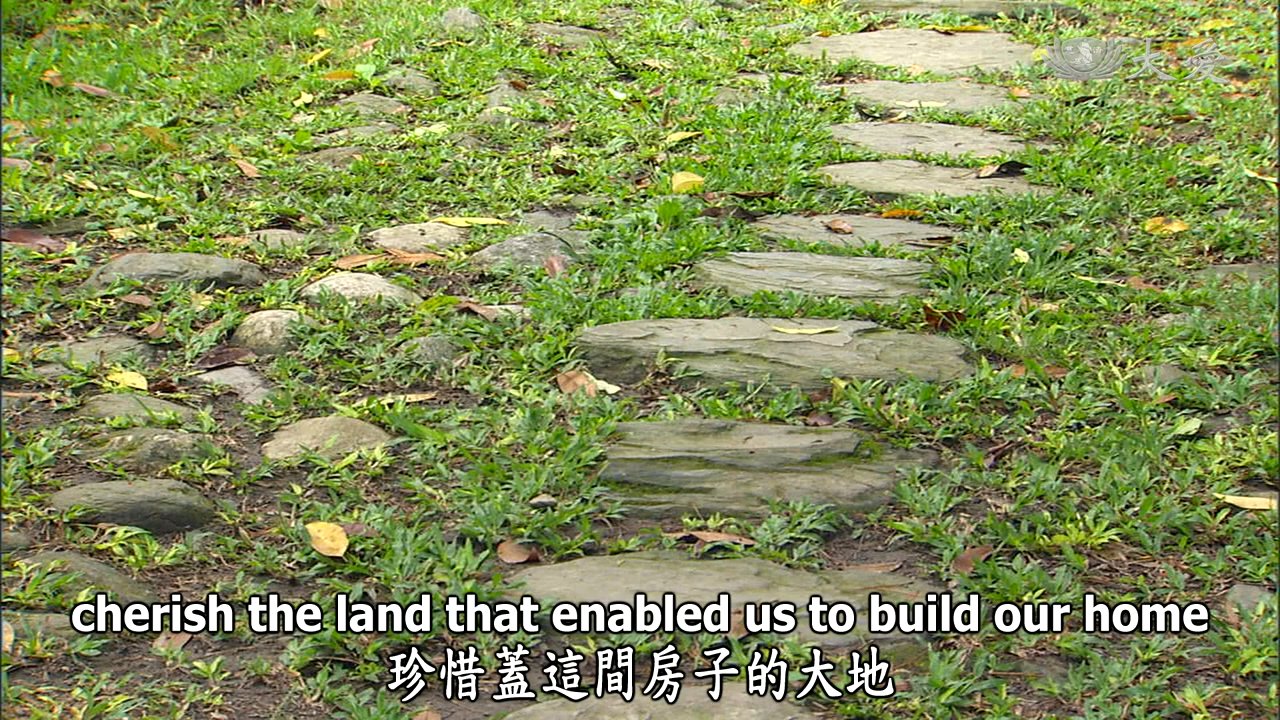 大愛
cherish the land that enabled us to build our home
珍惜蓋這間房子的大地